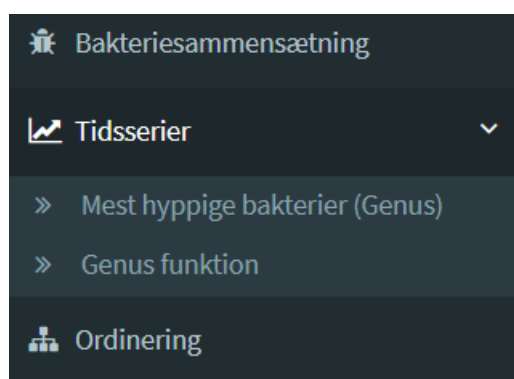 Bakteriesammensætning
Tidsserier
Mest hyppige bakterier (Genus)
Genus funktion
Ordinering